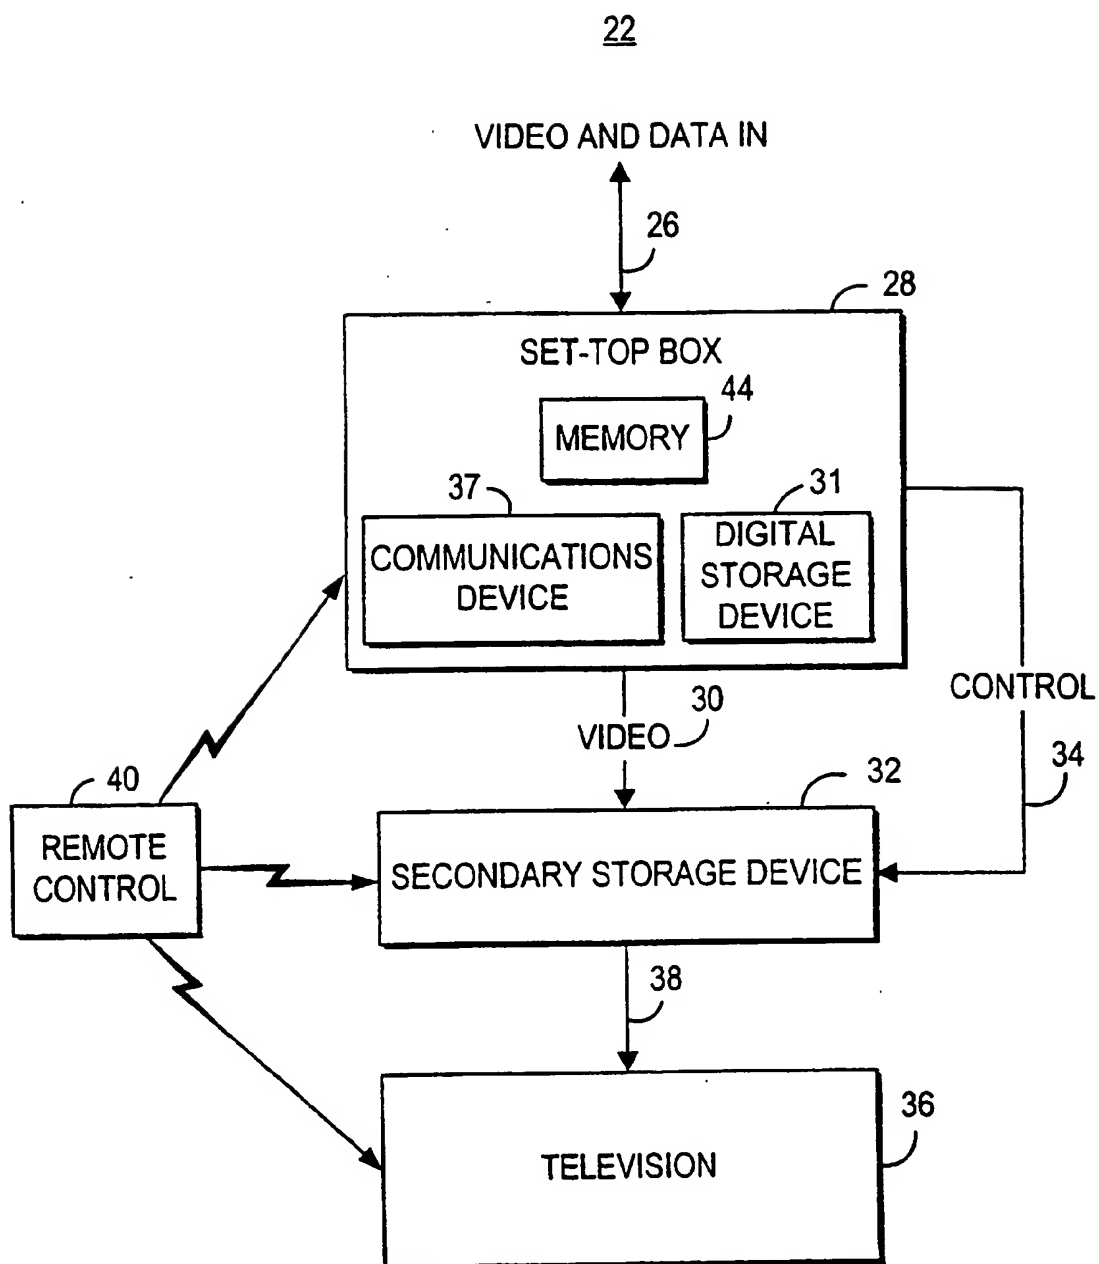 22
VIDEO AND DATA IN
26
28
SET-TOP BOX
44
MEMORY
37
31
COMMUNICATIONS
DEVICE
DIGITAL
STORAGE
DEVICE
30
VIDEO
CONTROL
34
40
32
REMOTE
CONTROL
SECONDARY STORAGE DEVICE
38
36
TELEVISION